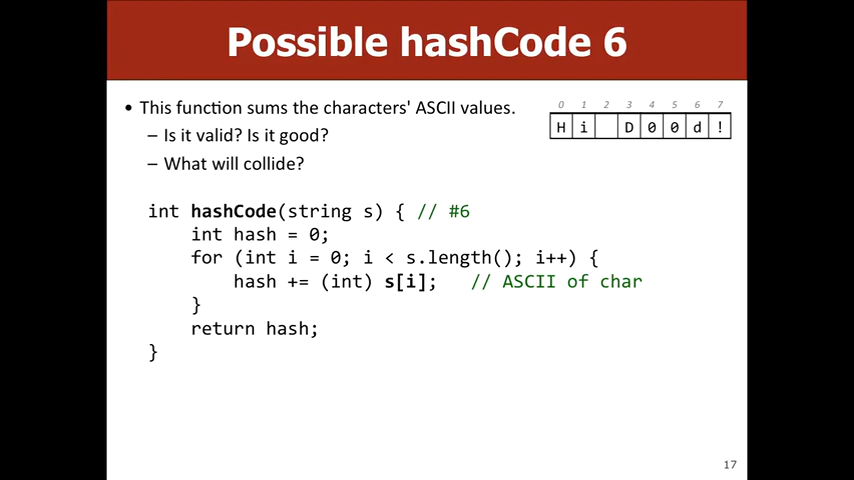 Possible hashCode 6
• This function sums the characters' ASCII values.
– Is it valid? Is it good?
– What will collide?
0 1 2 3 4 5 6 7
H i D 0 0 d !
int hashCode(string s) { // #6
int hash = 0;
for (int i = 0; i < s.length(); i++) {
hash += (int) s[i]; // ASCII of char
}
return hash;
}
17